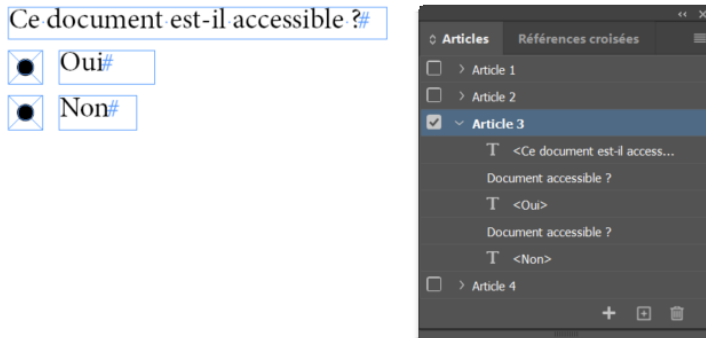 Ce document est-il accessible ?#
Oui#
Non#
Articles
Références croisées
Article 1
Article 2
Article 3
T <Ce document est-il access...
Document accessible ?
T <Oui>
Document accessible ?
T <Non>
Article 4